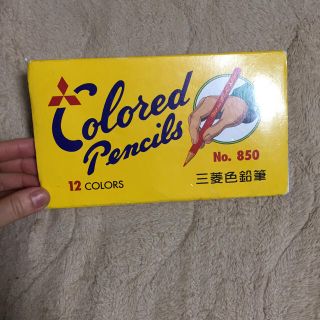 Colored
Pencils
No. 850
12 COLORS
三菱色鉛筆